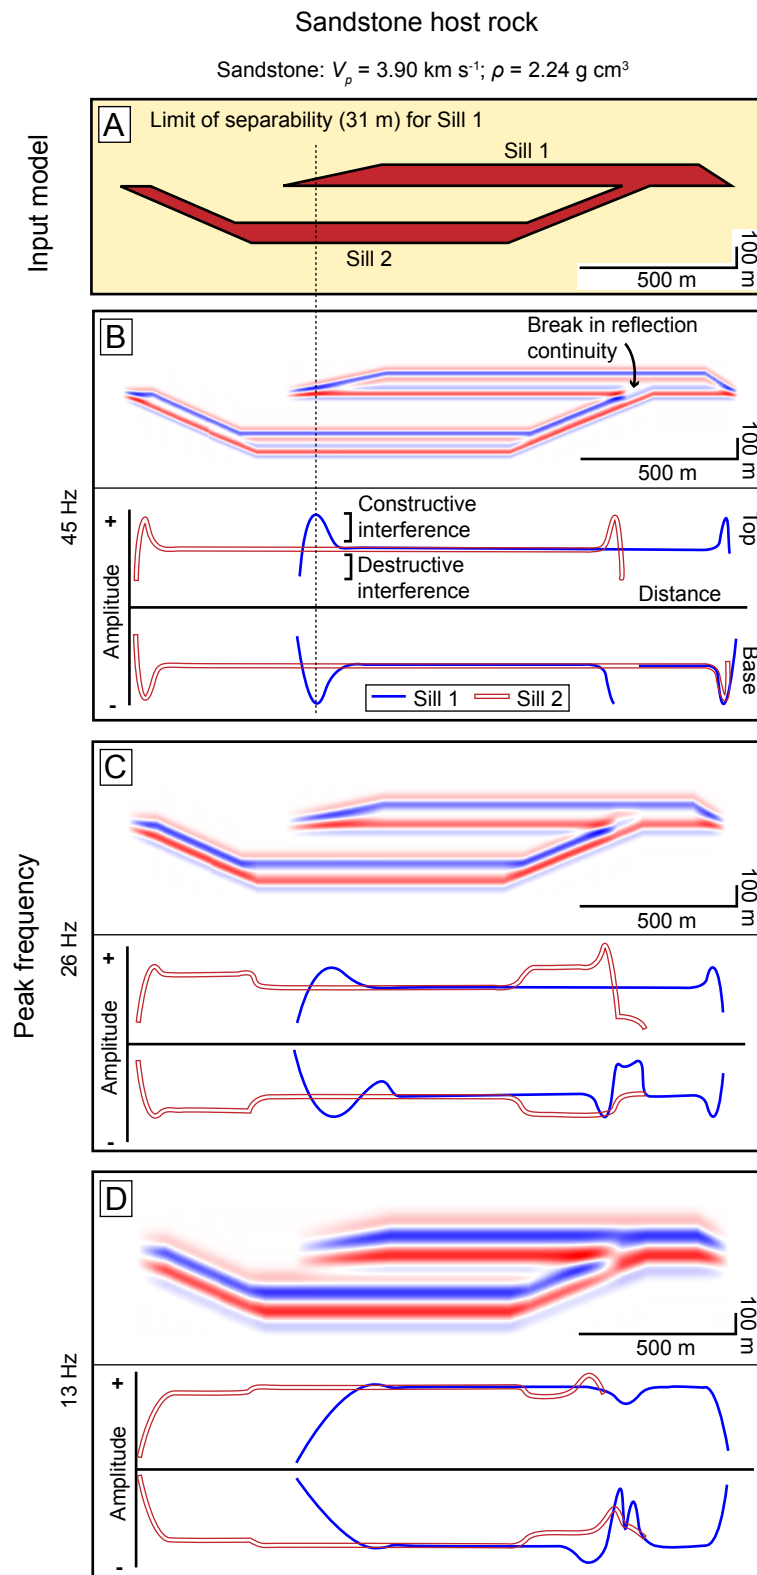 Sandstone host rock
Sandstone: Vp = 3.90 km s⁻¹; ρ = 2.24 g cm³
Input model
A
Limit of separability (31 m) for Sill 1
Sill 1
Sill 2
100 m
500 m
B
Break in reflection
continuity
100 m
500 m
45 Hz
+
Amplitude
-
Constructive
interference
Destructive
interference
Top
Distance
Base
Sill 1
Sill 2
Peak frequency
C
100 m
500 m
26 Hz
+
Amplitude
-
D
100 m
500 m
13 Hz
+
Amplitude
-